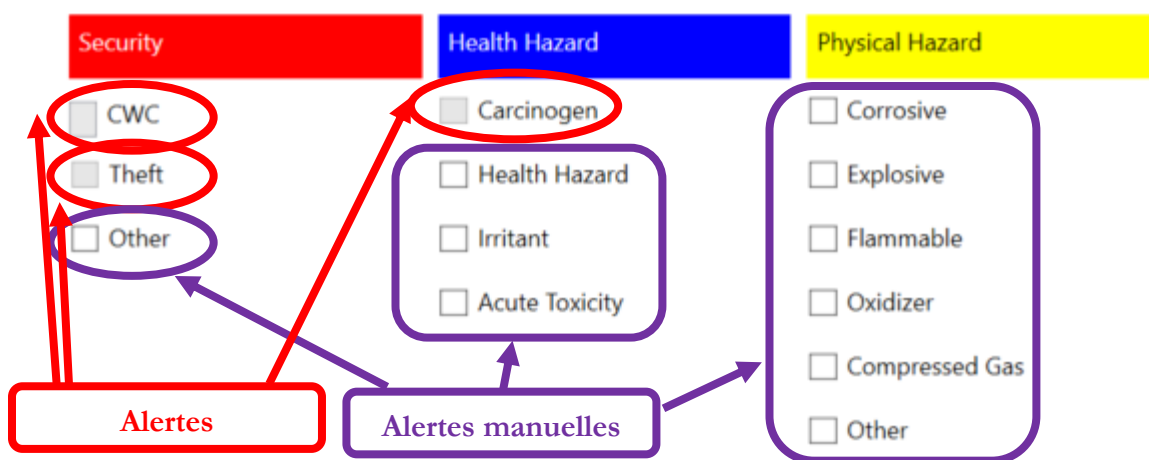 Security
CWC
Theft
Other
Health Hazard
Carcinogen
Health Hazard
Irritant
Acute Toxicity
Physical Hazard
Corrosive
Explosive
Flammable
Oxidizer
Compressed Gas
Other
Alertes
Alertes manuelles